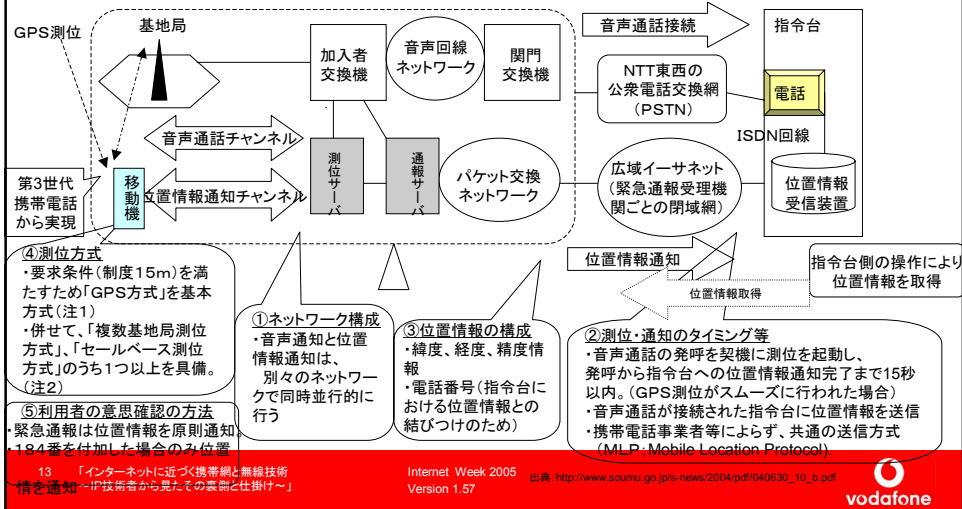 GPS測位
基地局
加入者
交換機
音声回線
ネットワーク
関門
交換機
音声通話接続
指令台
NTT東西の
公衆電話交換網
(PSTN)
電話
ISDN回線
音声通話チャンネル
第3世代
携帯電話
から実現
移動機
位置情報通知チャンネル
測位サーバ
通報サーバ
パケット交換
ネットワーク
広域イーサネット
(緊急通報受理機
関ごとの閉域網)
位置情報
受信装置
位置情報通知
位置情報取得
指令台側の操作により
位置情報を取得
④測位方式
・要求条件(制度15m)を満
たすため「GPS方式」を基本
方式(注1)
・併せて、「複数基地局測位
方式」、「セールベース測位
方式」のうち1つ以上を具備。
(注2)
①ネットワーク構成
・音声通知と位置
情報通知は、
別々のネットワー
クで同時並行的に
行う
③位置情報の構成
・緯度、経度、精度情
報
・電話番号(指令台に
おける位置情報との
結びつけのため)
②測位・通知のタイミング等
・音声通話の発呼を契機に測位を起動し、
発呼から指令台への位置情報通知完了まで15秒
以内。(GPS測位がスムーズに行われた場合)
・音声通話が接続された指令台に位置情報を送信
・携帯電話事業者等によらず、共通の送信方式
(MLP:Mobile Location Protocol).
⑤利用者の意思確認の方法
・緊急通報は位置情報を原則通知。
・184番を付加した場合のみ位置
情を通知
13 「インターネットに近づく携帯網と無線技術
~IP技術者から見たその裏側と仕掛け~」
Internet Week 2005
Version 1.57
出典:http://www.soumu.go.jp/s-news/2004/pdf/040630_10_b.pdf
vodafone